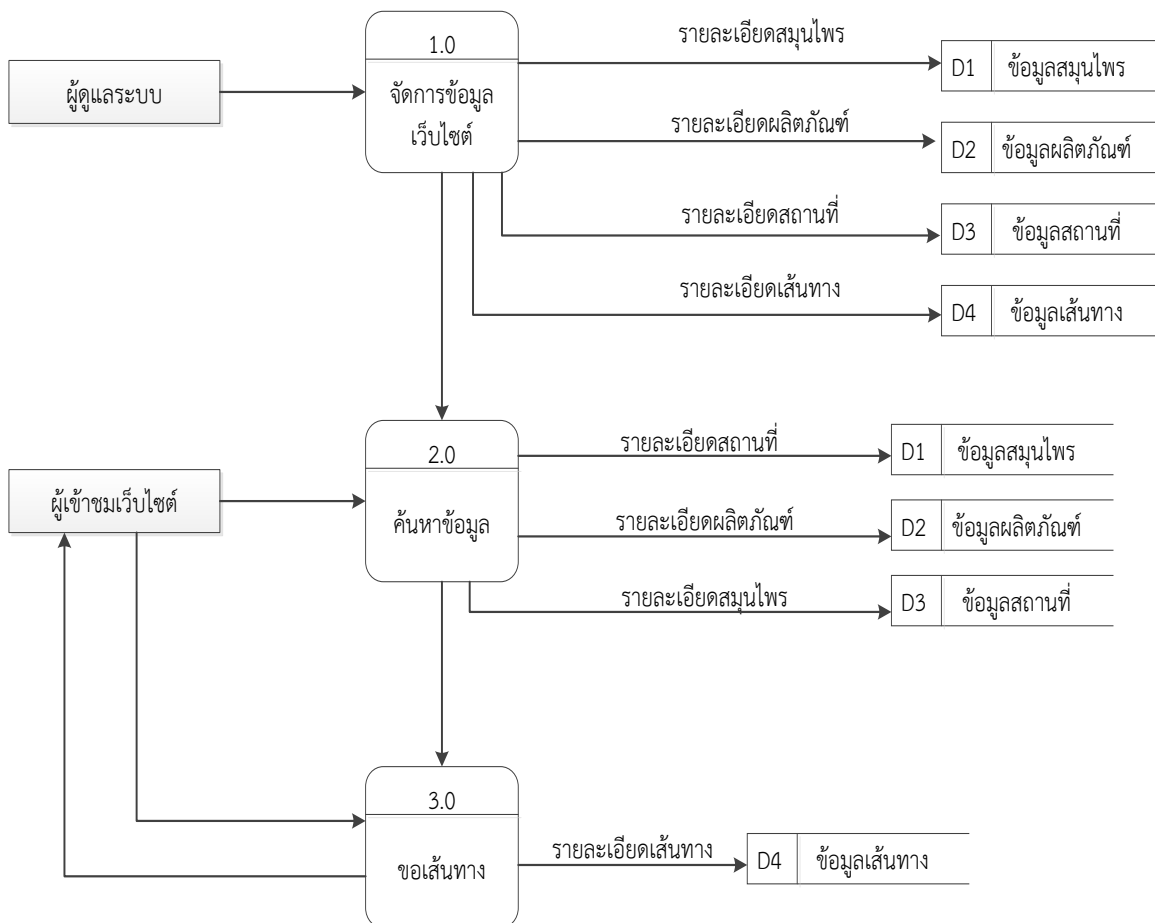 1.0
จัดการข้อมูล
เว็บไซต์
ผู้ดูแลระบบ
รายละเอียดสมุนไพร
D1 ข้อมูลสมุนไพร
รายละเอียดผลิตภัณฑ์
D2 ข้อมูลผลิตภัณฑ์
รายละเอียดสถานที่
D3 ข้อมูลสถานที่
รายละเอียดเส้นทาง
D4 ข้อมูลเส้นทาง
2.0
ค้นหาข้อมูล
ผู้เข้าชมเว็บไซต์
รายละเอียดสถานที่
D1 ข้อมูลสมุนไพร
รายละเอียดผลิตภัณฑ์
D2 ข้อมูลผลิตภัณฑ์
รายละเอียดสมุนไพร
D3 ข้อมูลสถานที่
3.0
ขอเส้นทาง
รายละเอียดเส้นทาง
D4 ข้อมูลเส้นทาง